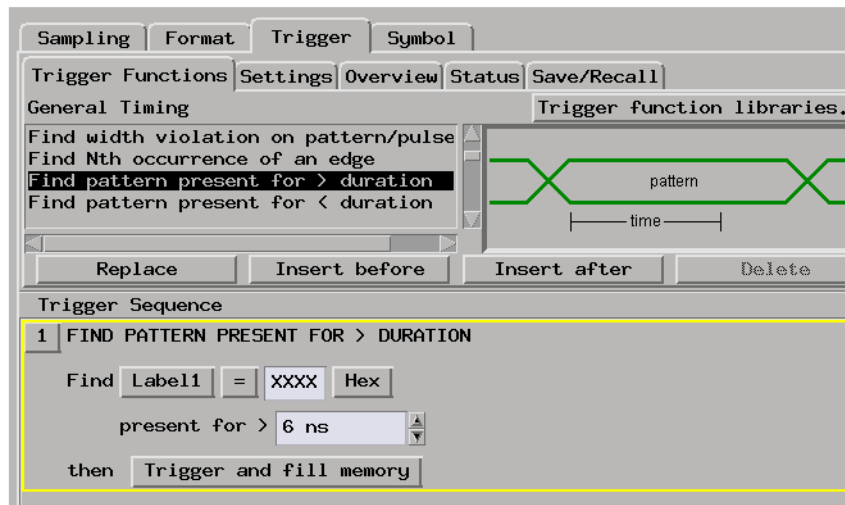 Sampling Format Trigger Symbol
Trigger Functions Settings Overview Status Save/Recall
General Timing Trigger function libraries.
Find width violation on pattern/pulse
Find Nth occurrence of an edge
Find pattern present for > duration
Find pattern present for < duration
pattern
time
Replace Insert before Insert after Delete
Trigger Sequence
1 FIND PATTERN PRESENT FOR > DURATION
Find Label1 = XXXX Hex
present for > 6 ns
then Trigger and fill memory